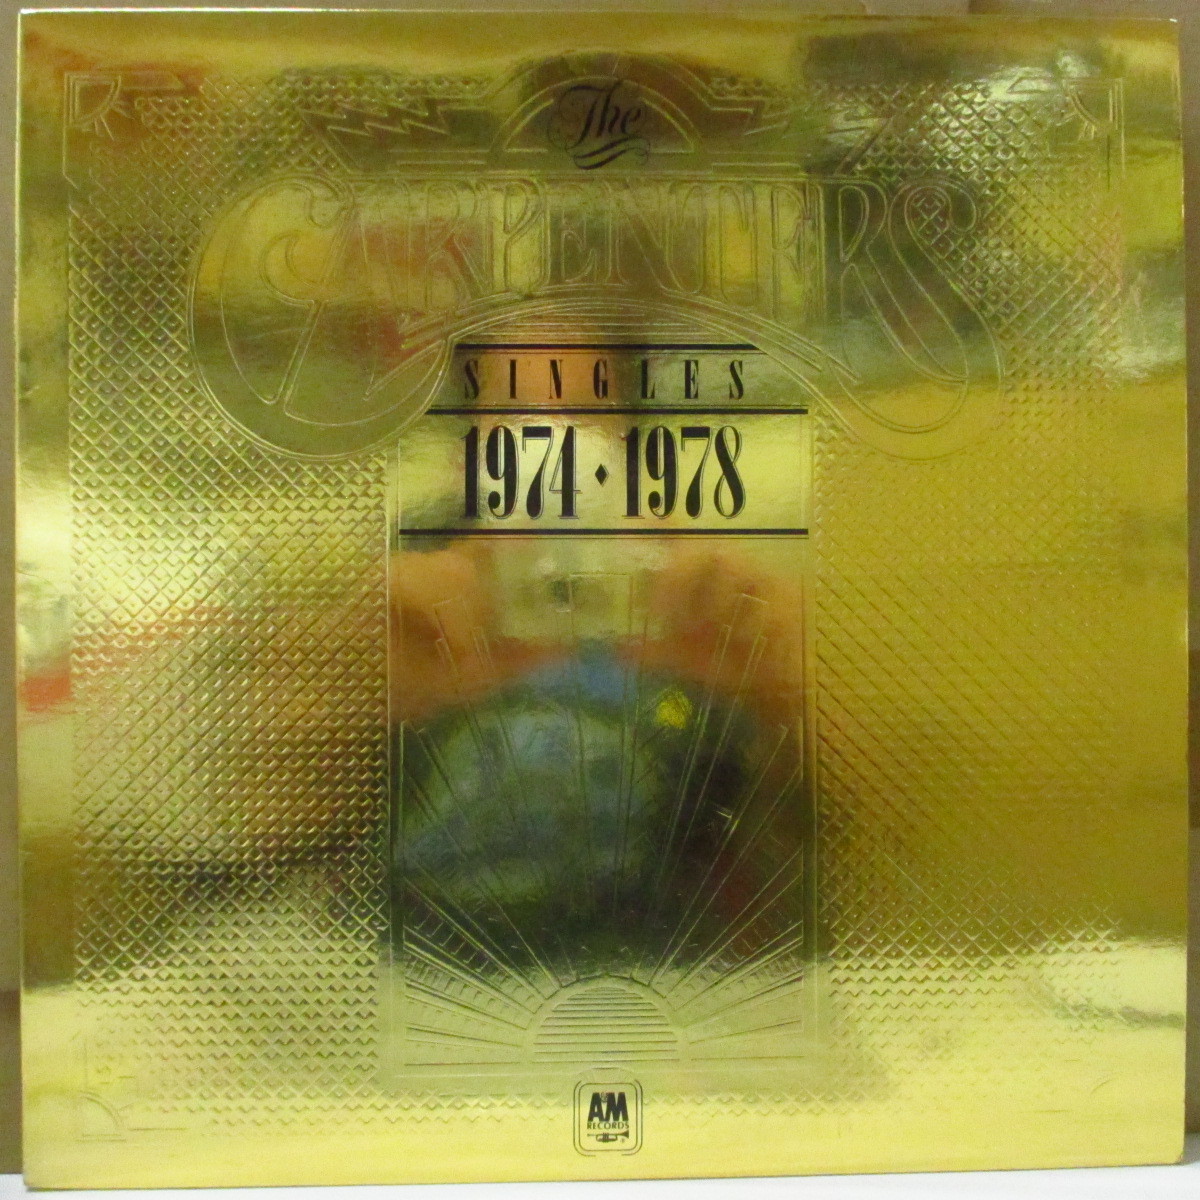 The
CARPENTERS
SINGLES
1974♦1978
A&M
RECORDS
®